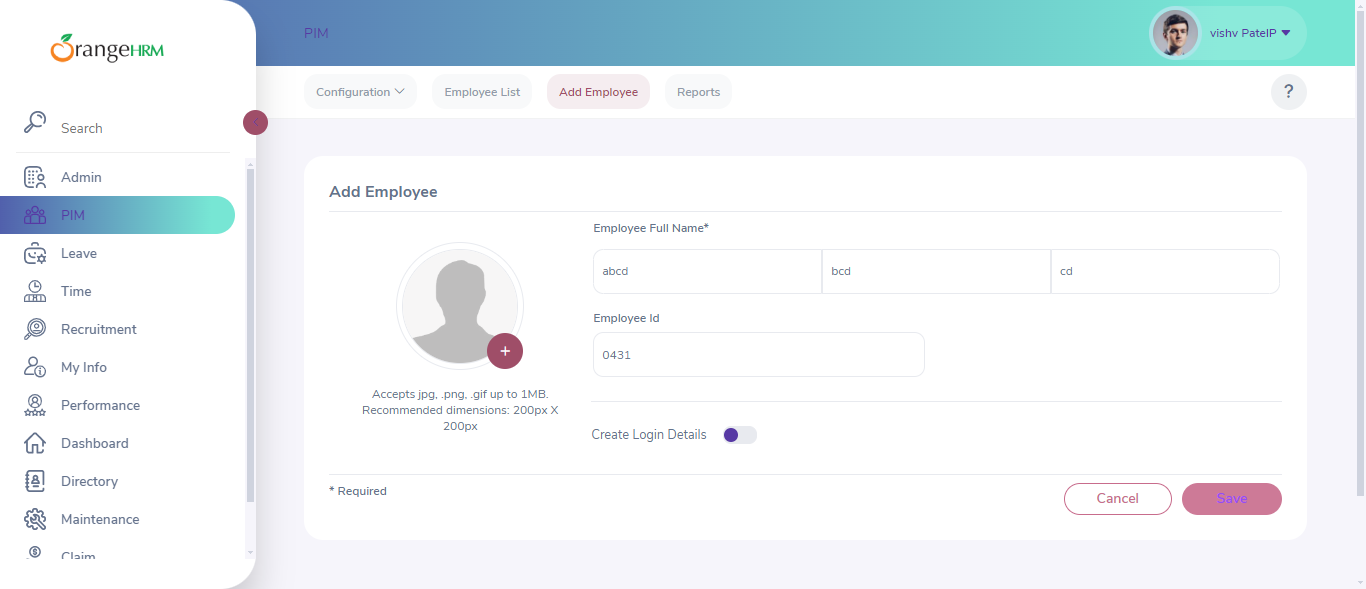 OrangeHRM
Search
Admin
PIM
Leave
Time
Recruitment
My Info
Performance
Dashboard
Directory
Maintenance
Claim
PIM
vishv PatelP
Configuration
Employee List
Add Employee
Reports
?
Add Employee
Employee Full Name*
abcd
bcd
cd
Employee Id
0431
+
Accepts jpg, .png, .gif up to 1MB.
Recommended dimensions: 200px X
200px
Create Login Details
* Required
Cancel
Save